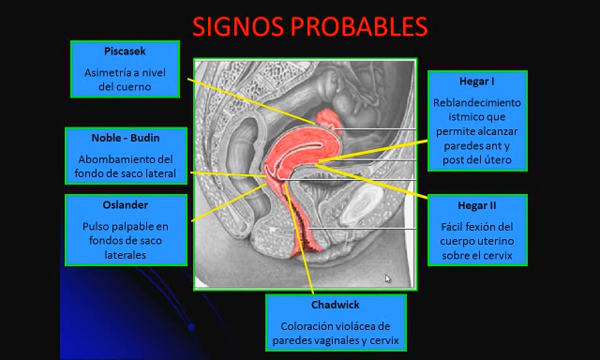 SIGNOS PROBABLES
Piscasek
Asimetría a nivel
del cuerno
Noble - Budin
Abombamiento del
fondo de saco lateral
Oslander
Pulso palpable en
fondos de saco
laterales
Hegar I
Reblandecimiento
istmico que
permite alcanzar
paredes ant y
post del útero
Hegar II
Fácil fexión del
cuerpo uterino
sobre el cervix
Chadwick
Coloración violácea de
paredes vaginales y cervix